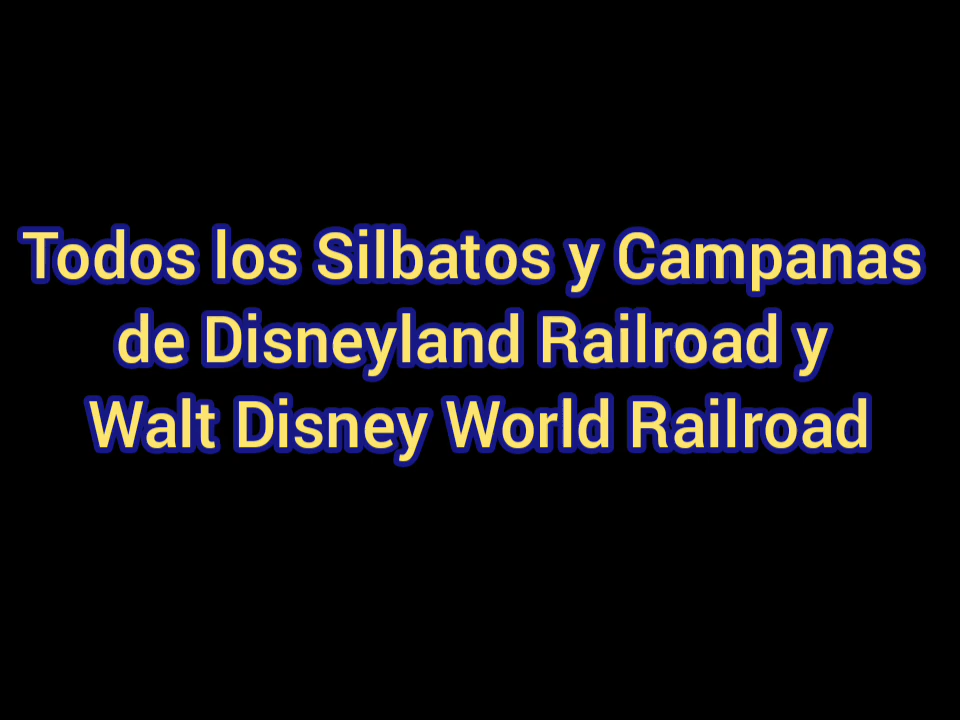 Todos los Silbatos y Campanas
de Disneyland Railroad y
Walt Disney World Railroad